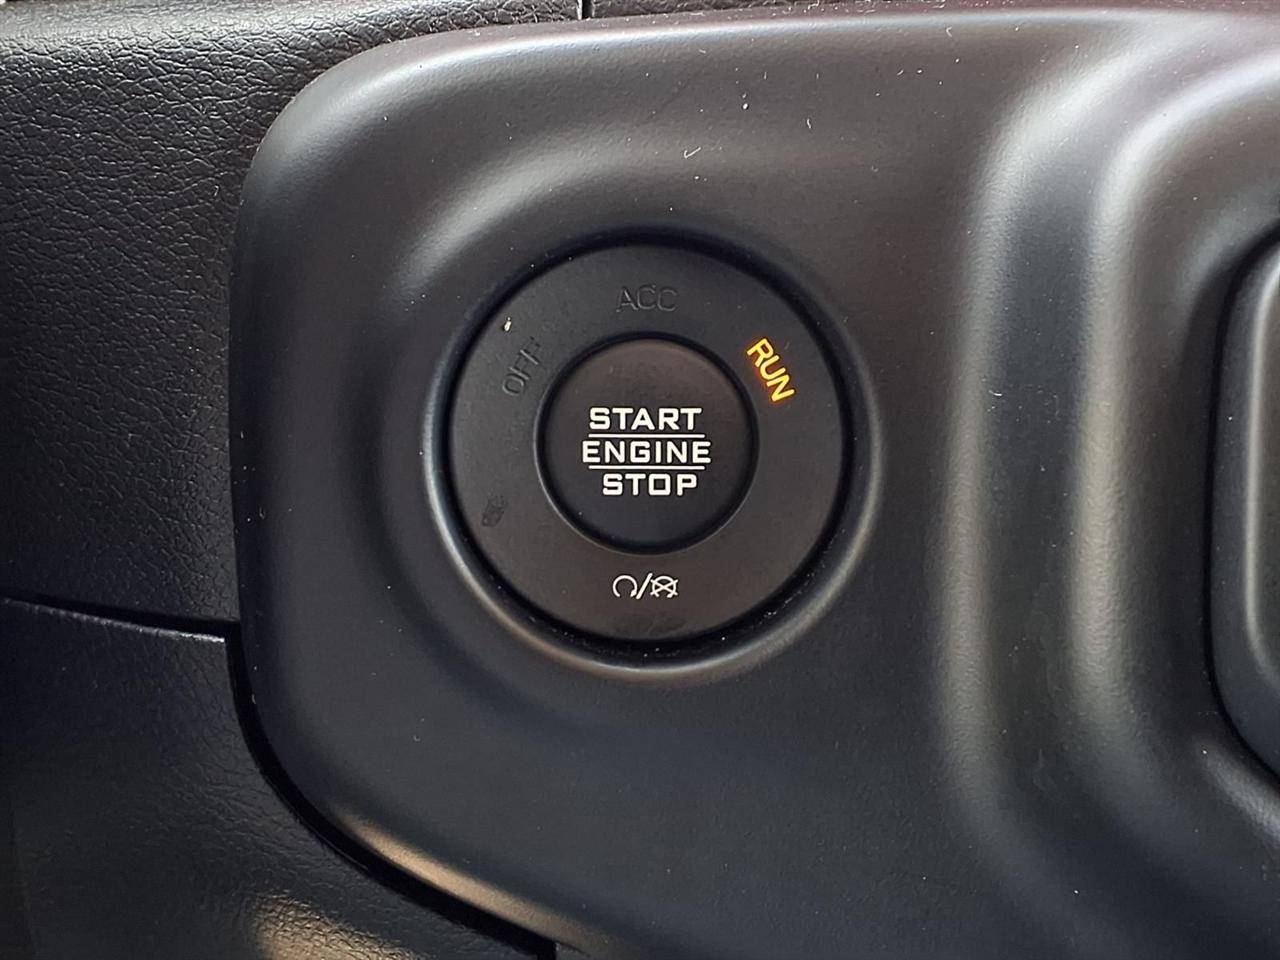 ACC
OFF
RUN
START
ENGINE
STOP